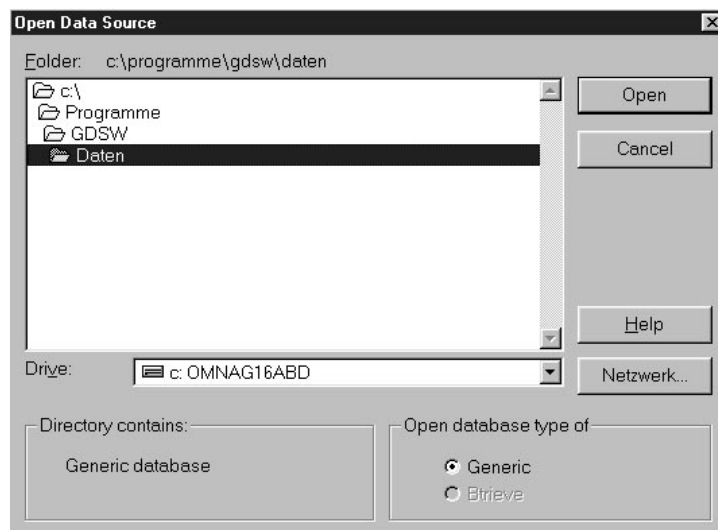 Open Data Source
Folder: c:\programme\gdsw\daten
c:\
Programme
GDSW
Daten
Open
Cancel
Help
Drive: c: OMNAG16ABD
Netzwerk...
Directory contains:
Generic database
Open database type of
Generic
Btrieve